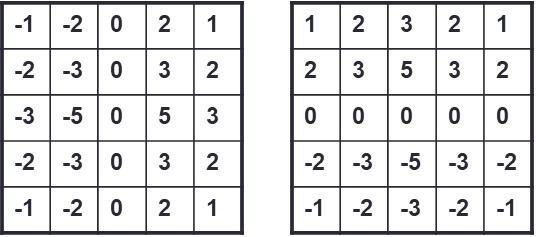 -1 -2 0 2 1
-2 -3 0 3 2
-3 -5 0 5 3
-2 -3 0 3 2
-1 -2 0 2 1
1 2 3 2 1
2 3 5 3 2
0 0 0 0 0
-2 -3 -5 -3 -2
-1 -2 -3 -2 -1